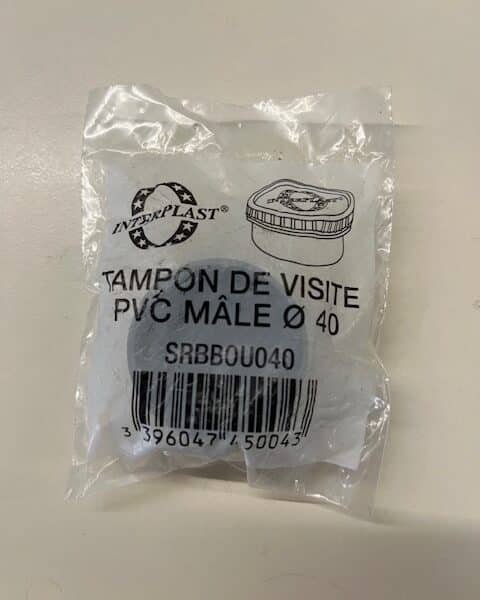 INTERPLAST®
TAMPON DE VISITE
PVC MÂLE Ø 40
SRBBOU040
3 396047 450043